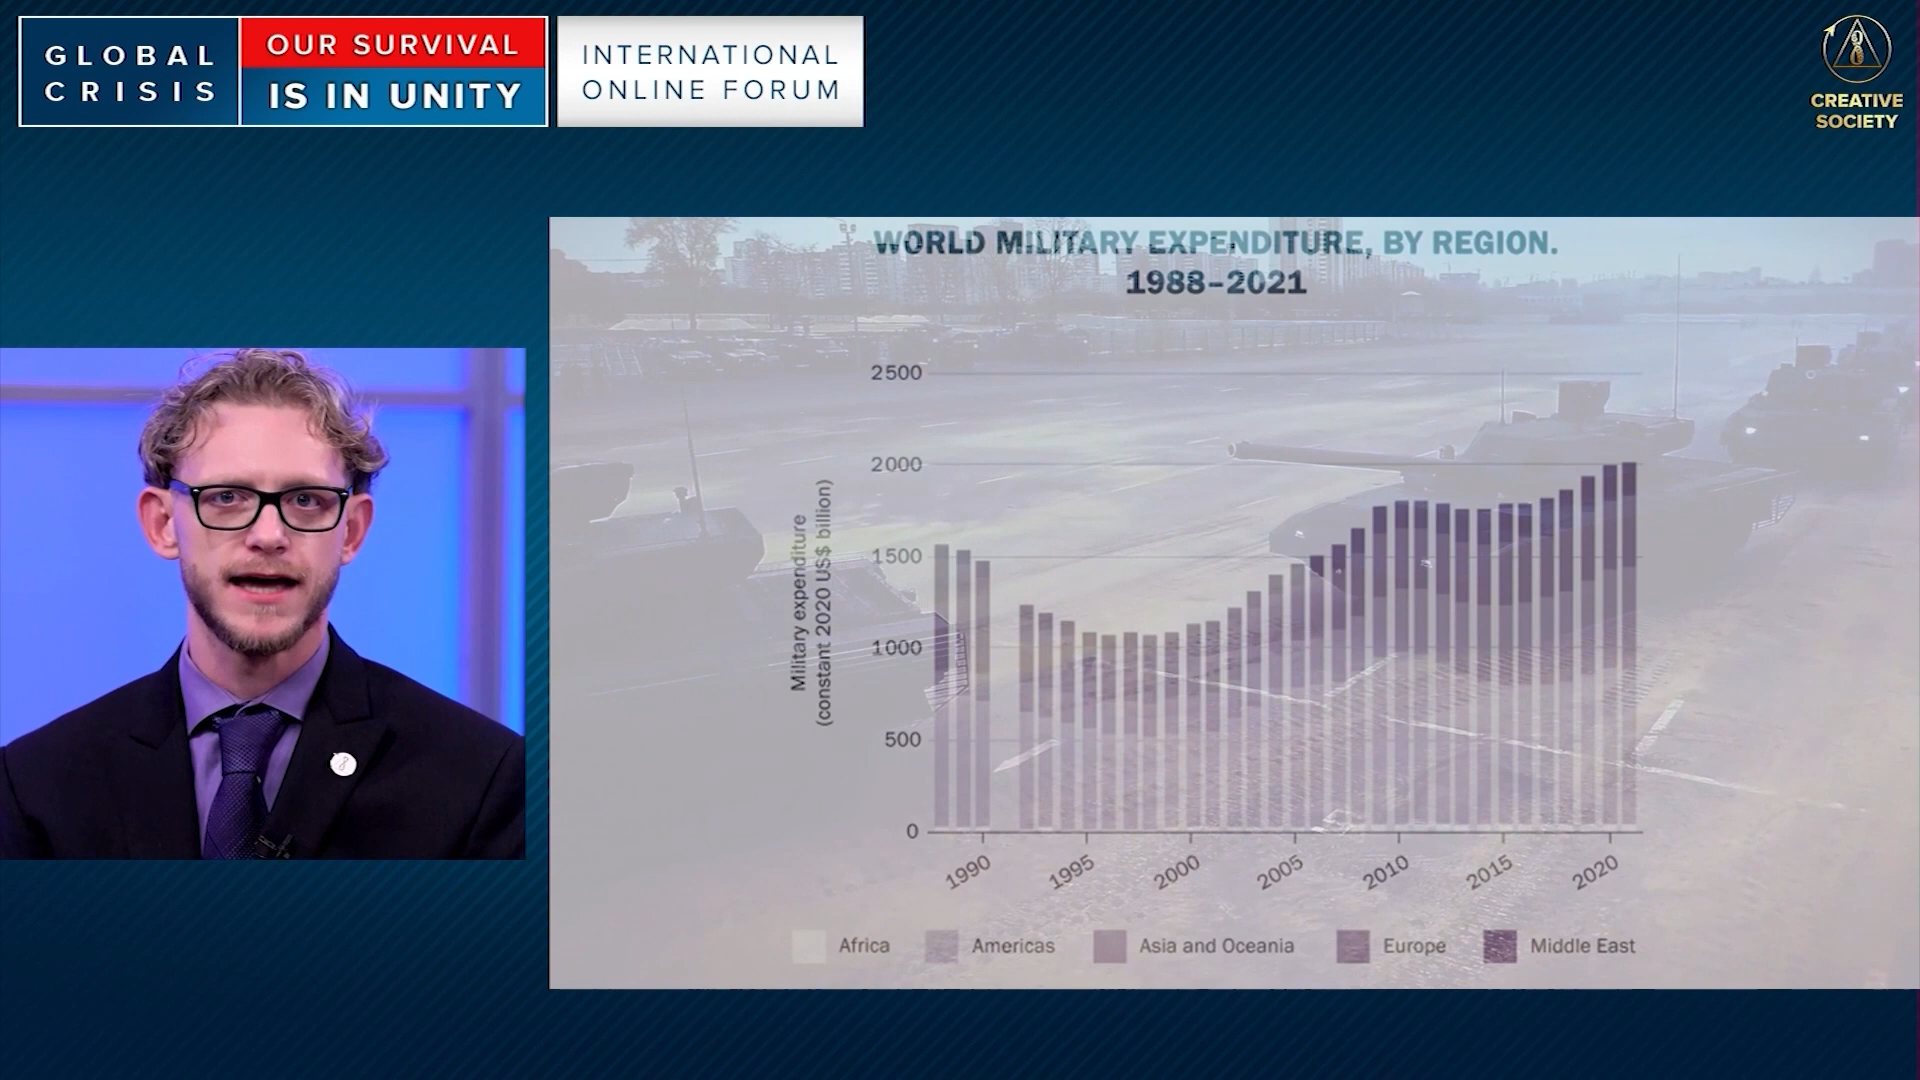 GLOBAL
CRISIS
OUR SURVIVAL
IS IN UNITY
INTERNATIONAL
ONLINE FORUM
CREATIVE
SOCIETY
WORLD MILITARY EXPENDITURE, BY REGION.
1988–2021
Military expenditure
(constant 2020 US$ billion)
2500
2000
1500
1000
500
0
1990
1995
2000
2005
2010
2015
2020
Africa
Americas
Asia and Oceania
Europe
Middle East